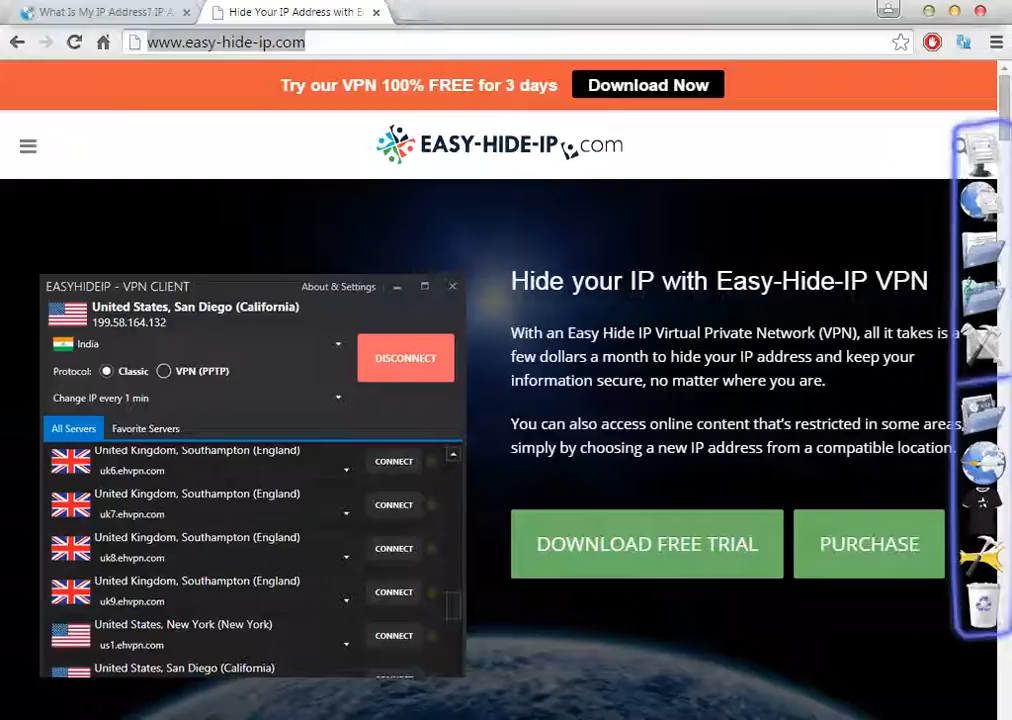 What Is My IP Address? IP A
Hide Your IP Address with E
www.easy-hide-ip.com
Try our VPN 100% FREE for 3 days
Download Now
EASY-HIDE-IP.com
EASYHIDEIP - VPN CLIENT
About & Settings
United States, San Diego (California)
199.58.164.132
India
DISCONNECT
Protocol: Classic VPN (PPTP)
Change IP every 1 min
All Servers
Favorite Servers
United Kingdom, Southampton (England)
uk6.ehvpn.com
CONNECT
United Kingdom, Southampton (England)
uk7.ehvpn.com
CONNECT
United Kingdom, Southampton (England)
uk8.ehvpn.com
CONNECT
United Kingdom, Southampton (England)
uk9.ehvpn.com
CONNECT
United States, New York (New York)
us1.ehvpn.com
CONNECT
United States, San Diego (California)
Hide your IP with Easy-Hide-IP VPN
With an Easy Hide IP Virtual Private Network (VPN), all it takes is a
few dollars a month to hide your IP address and keep your
information secure, no matter where you are.
You can also access online content that's restricted in some areas,
simply by choosing a new IP address from a compatible location.
DOWNLOAD FREE TRIAL
PURCHASE